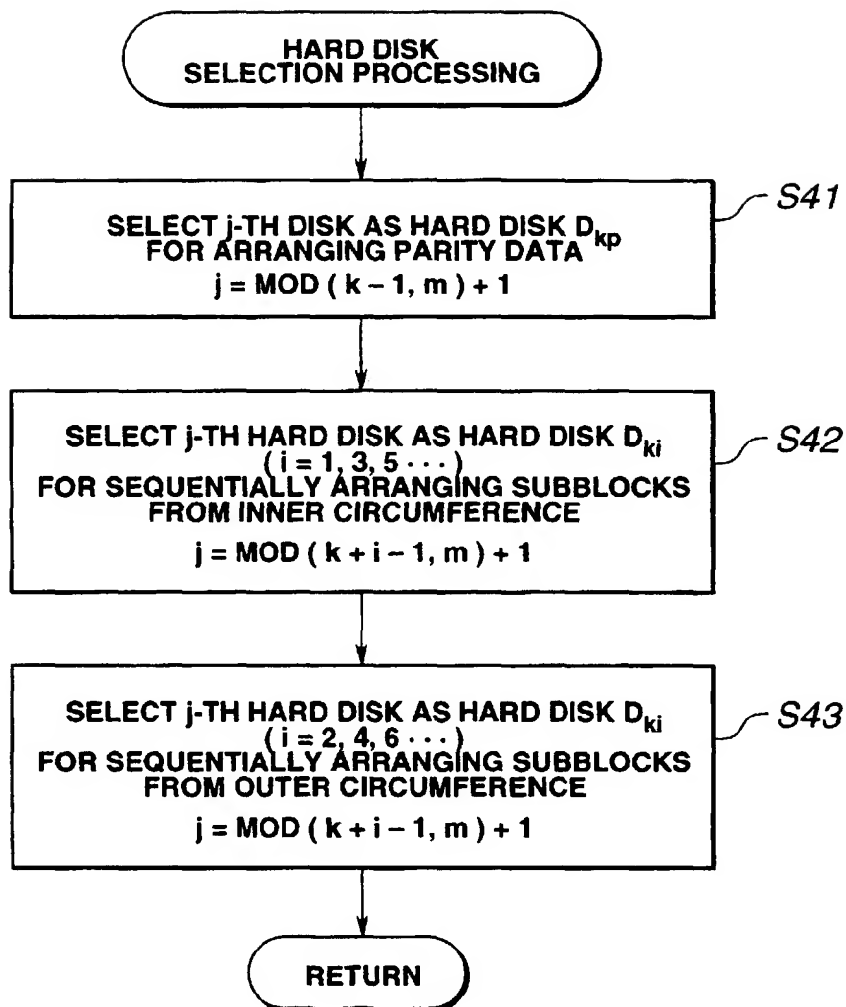 HARD DISK
SELECTION PROCESSING
SELECT j-TH DISK AS HARD DISK Dkp
FOR ARRANGING PARITY DATA
j = MOD ( k – 1, m ) + 1
S41
SELECT j-TH HARD DISK AS HARD DISK Dki
( i = 1, 3, 5 · · · )
FOR SEQUENTIALLY ARRANGING SUBBLOCKS
FROM INNER CIRCUMFERENCE
j = MOD ( k + i – 1, m ) + 1
S42
SELECT j-TH HARD DISK AS HARD DISK Dki
( i = 2, 4, 6 · · · )
FOR SEQUENTIALLY ARRANGING SUBBLOCKS
FROM OUTER CIRCUMFERENCE
j = MOD ( k + i – 1, m ) + 1
S43
RETURN